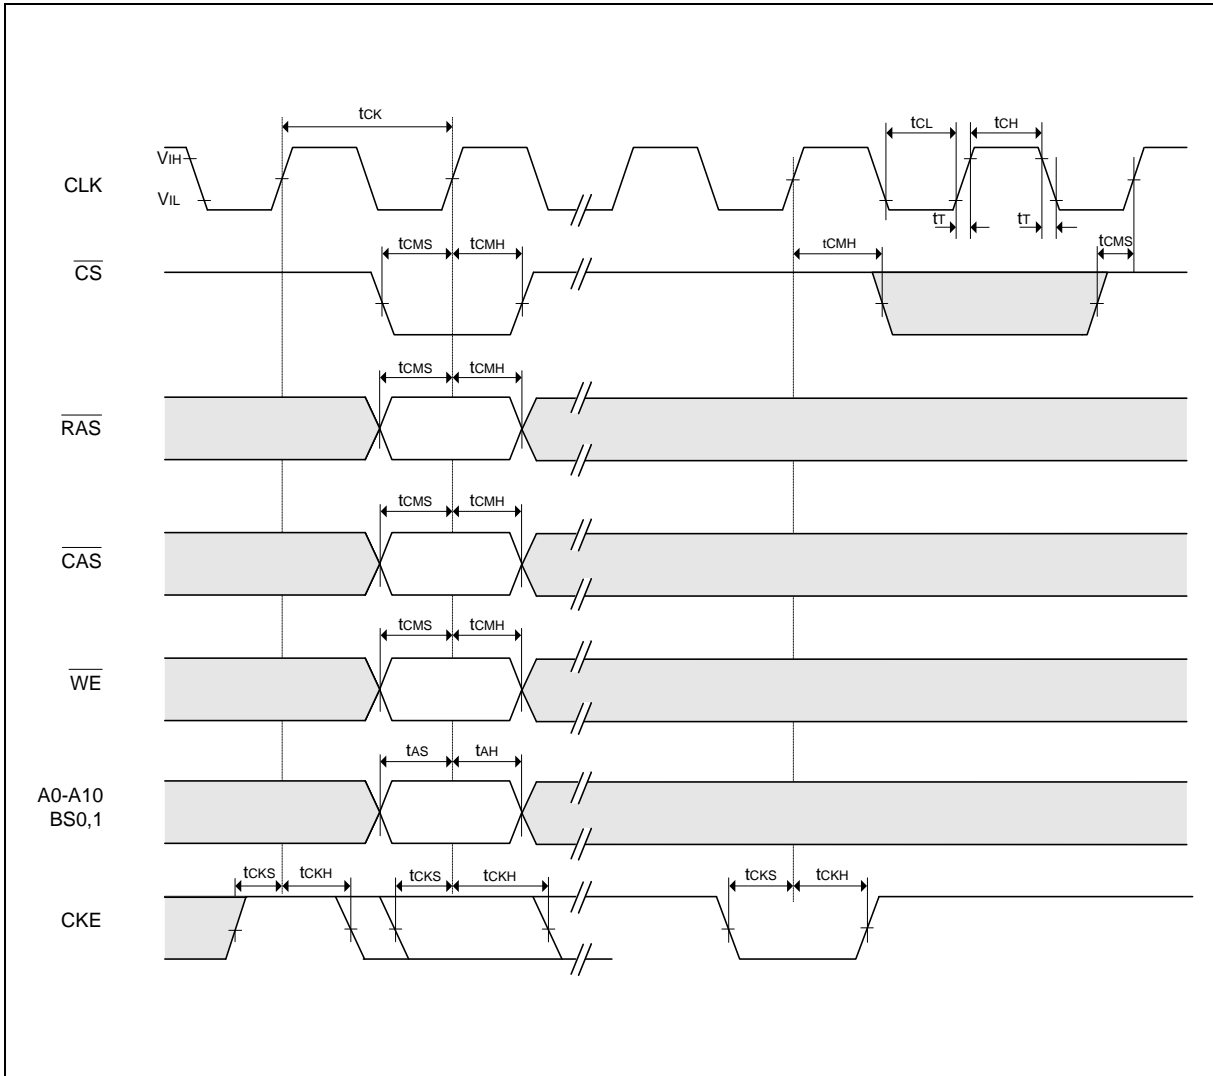 tCK
tCL tCH
VIH
CLK
VIL
tT tT
tCMS tCMH tCMH tCMS
CS
tCMS tCMH
RAS
tCMS tCMH
CAS
tCMS tCMH
WE
tAS tAH
A0-A10
BS0,1
tCKS tCKH tCKS tCKH tCKS tCKH
CKE